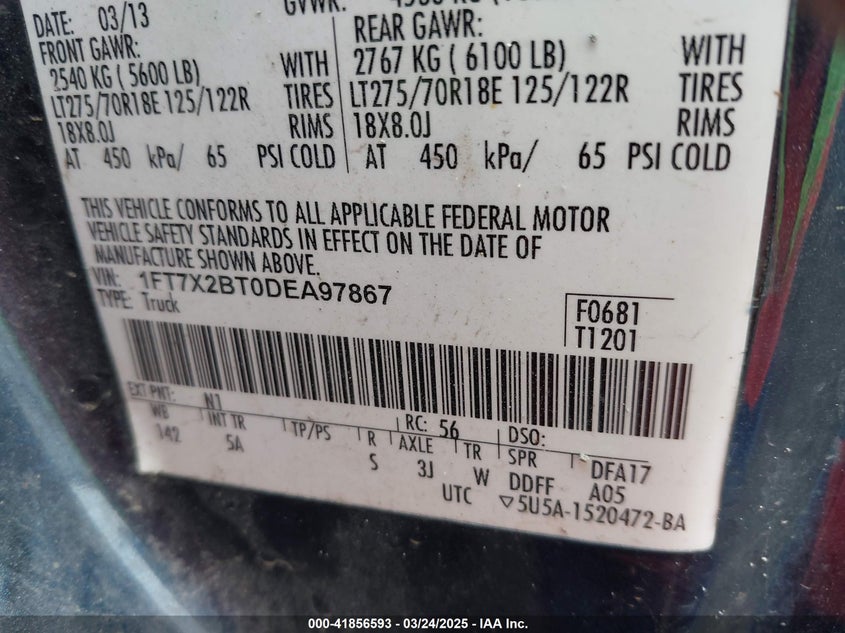 DATE: 03/13 GVWR:
FRONT GAWR: REAR GAWR:
2540 KG ( 5600 LB) WITH 2767 KG ( 6100 LB) WITH
LT275/70R18E 125/122R TIRES LT275/70R18E 125/122R TIRES
18X8.0J RIMS 18X8.0J RIMS
AT 450 kPa/ 65 PSI COLD AT 450 kPa/ 65 PSI COLD
THIS VEHICLE CONFORMS TO ALL APPLICABLE FEDERAL MOTOR
VEHICLE SAFETY STANDARDS IN EFFECT ON THE DATE OF
MANUFACTURE SHOWN ABOVE.
VIN: 1FT7X2BT0DEA97867
TYPE: Truck
F0681
T1201
EXT PNT: N1 RC: 56 DSO:
WB INT TR TP/PS R AXLE TR SPR DFA17
142 5A S 3J W DDFF A05
UTC ▽5U5A-1520472-BA
000-41856593 - 03/24/2025 - IAA Inc.